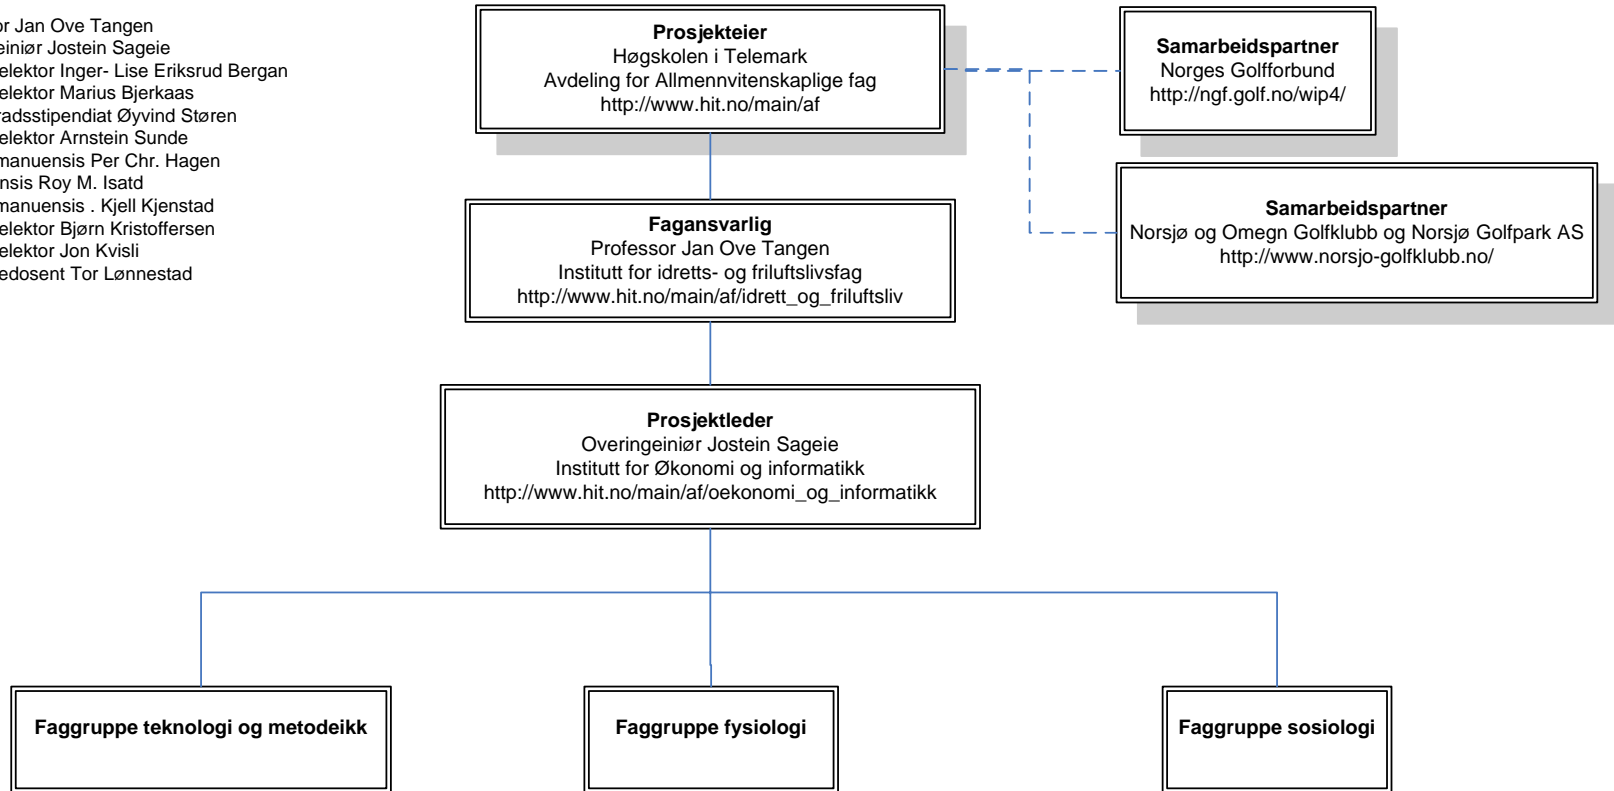 or Jan Ove Tangen
einiør Jostein Sageie
elektor Inger- Lise Eriksrud Bergan
elektor Marius Bjerkaas
radsstipendiat Øyvind Støren
elektor Arnstein Sunde
manuensis Per Chr. Hagen
nsis Roy M. Isatd
manuensis . Kjell Kjenstad
elektor Bjørn Kristoffersen
elektor Jon Kvisli
edosent Tor Lønnestad
Prosjekteier
Høgskolen i Telemark
Avdeling for Allmennvitenskaplige fag
http://www.hit.no/main/af
Samarbeidspartner
Norges Golfforbund
http://ngf.golf.no/wip4/
Samarbeidspartner
Norsjø og Omegn Golfklubb og Norsjø Golfpark AS
http://www.norsjo-golfklubb.no/
Fagansvarlig
Professor Jan Ove Tangen
Institutt for idretts- og friluftslivsfag
http://www.hit.no/main/af/idrett_og_friluftsliv
Prosjektleder
Overingeiniør Jostein Sageie
Institutt for Økonomi og informatikk
http://www.hit.no/main/af/oekonomi_og_informatikk
Faggruppe teknologi og metodeikk
Faggruppe fysiologi
Faggruppe sosiologi